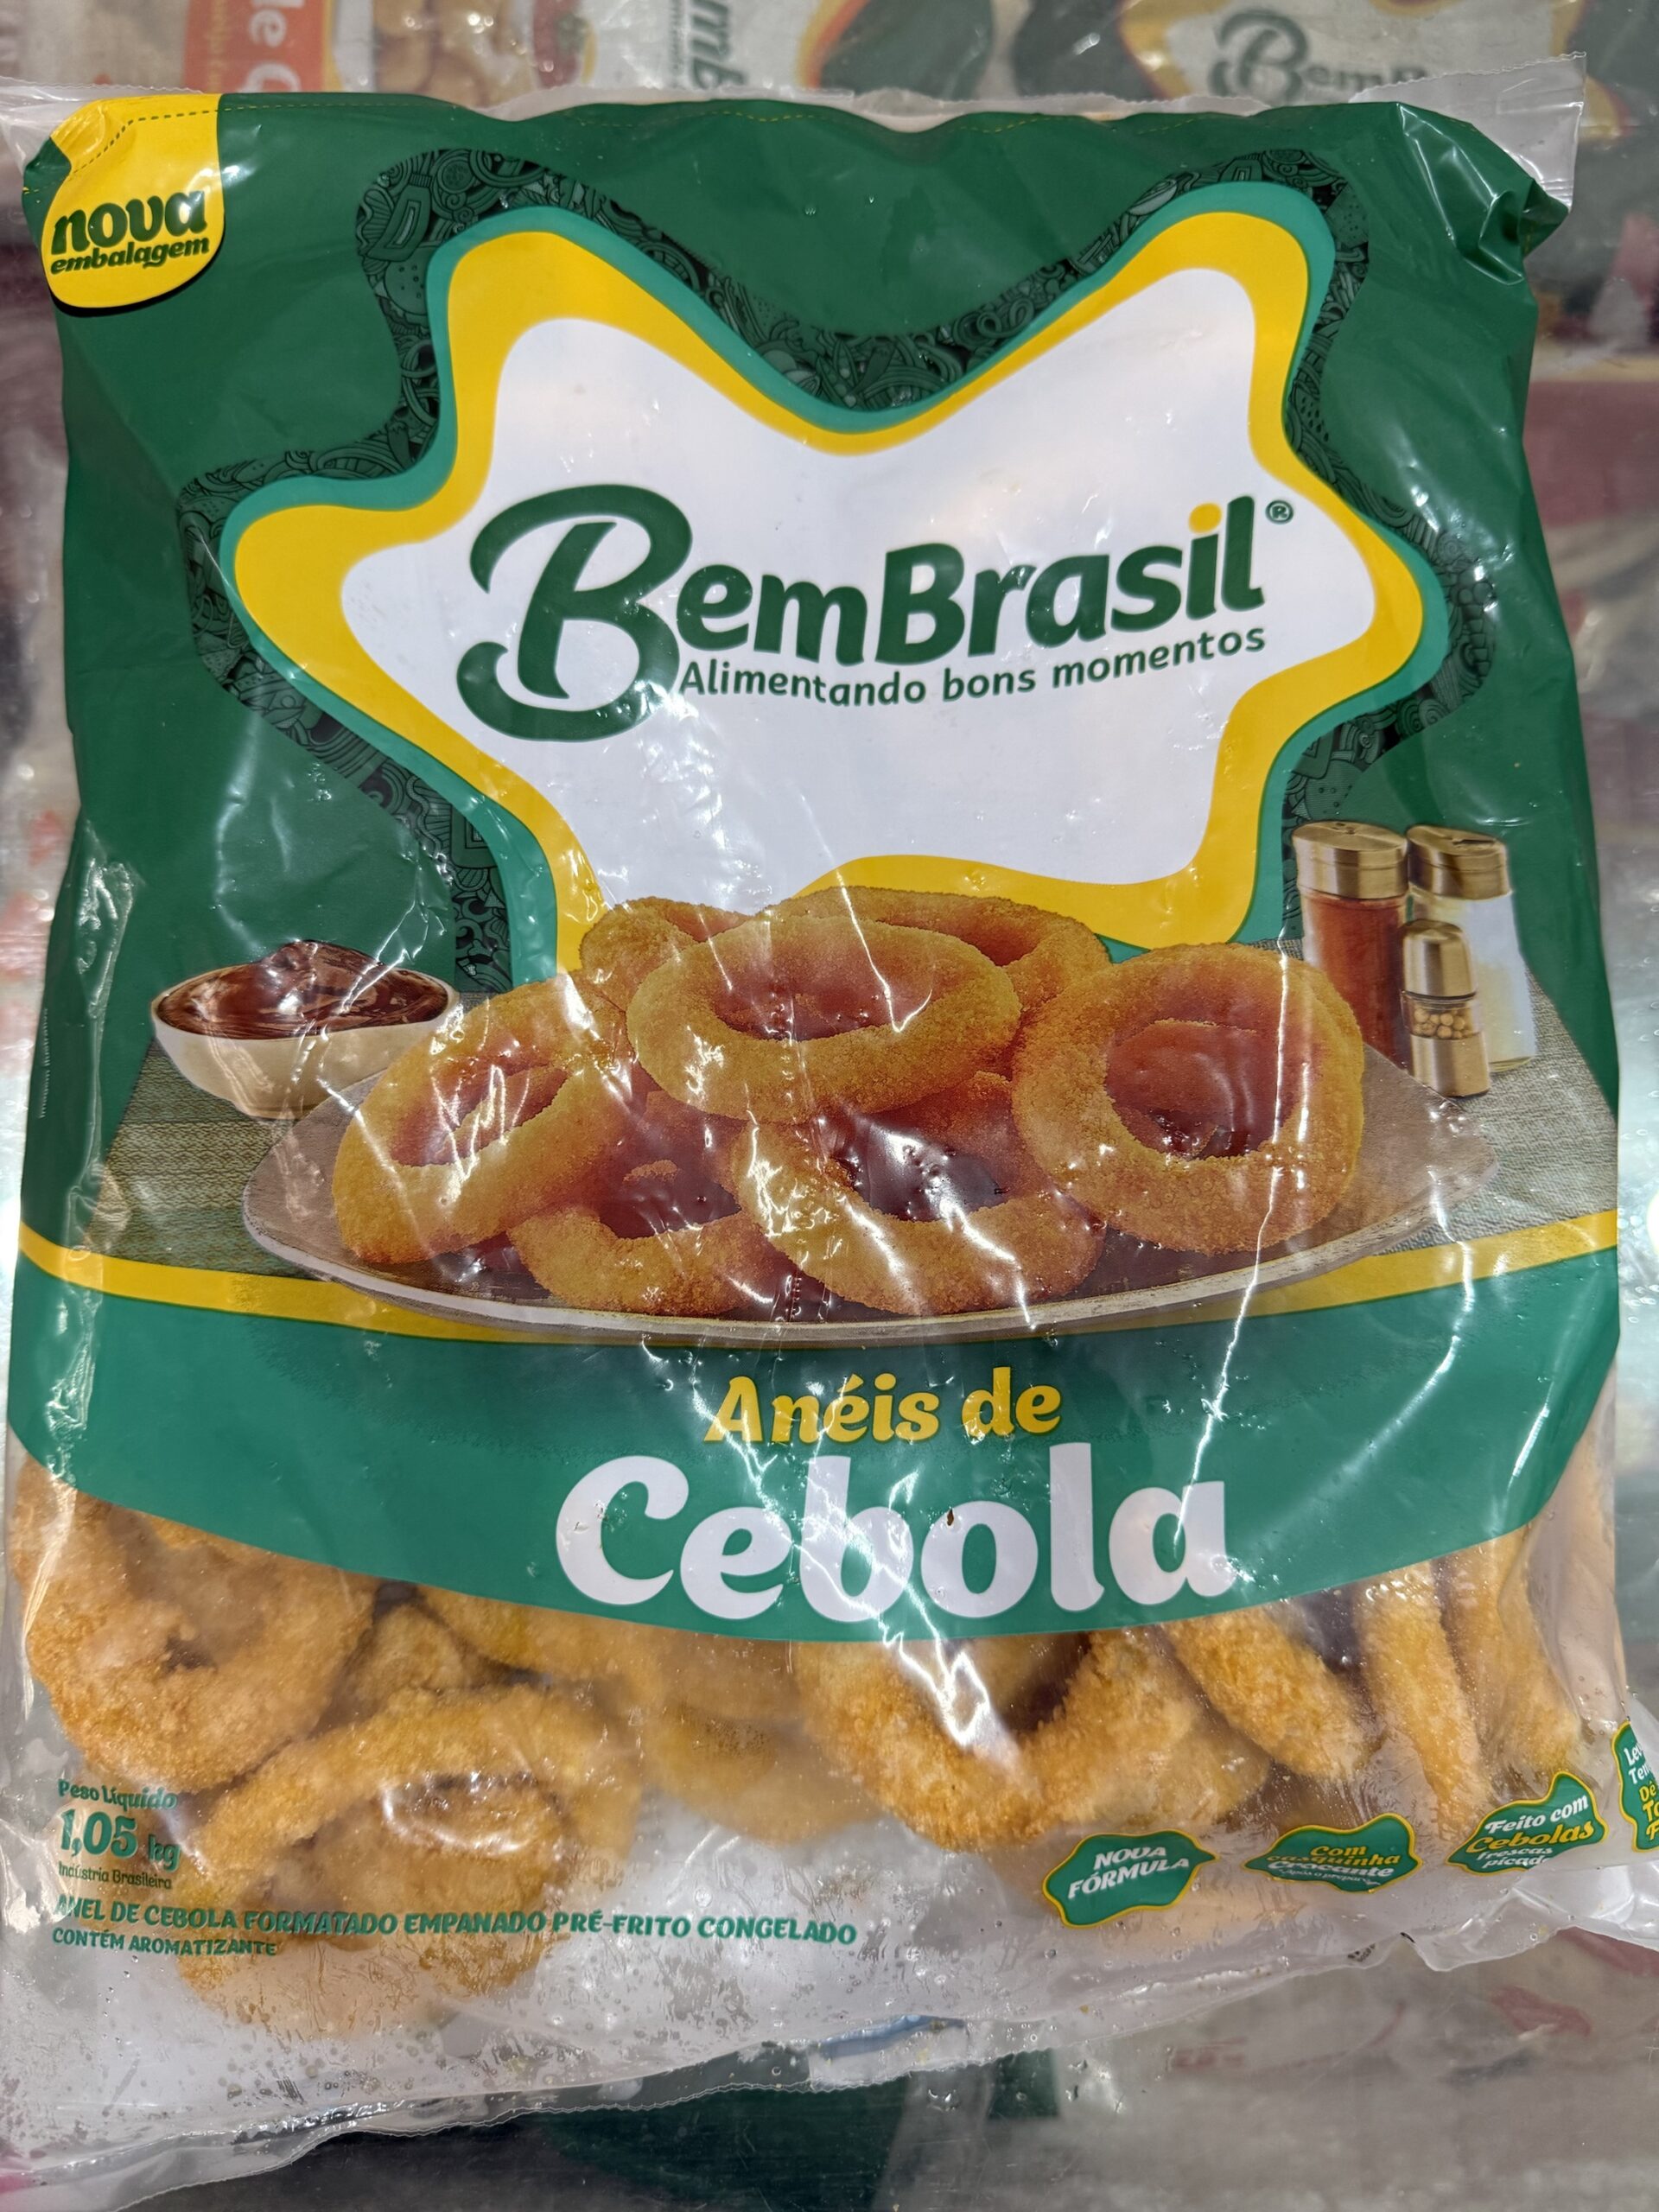 nova
embalagem
BemBrasil®
Alimentando bons momentos
Anéis de
Cebola
Peso Líquido
1,05 kg
Indústria Brasileira
ANEL DE CEBOLA FORMATADO EMPANADO PRÉ-FRITO CONGELADO
CONTÉM AROMATIZANTE
NOVA
FÓRMULA
Com
casquinha
Crocante
Feito com
Cebolas
frescas